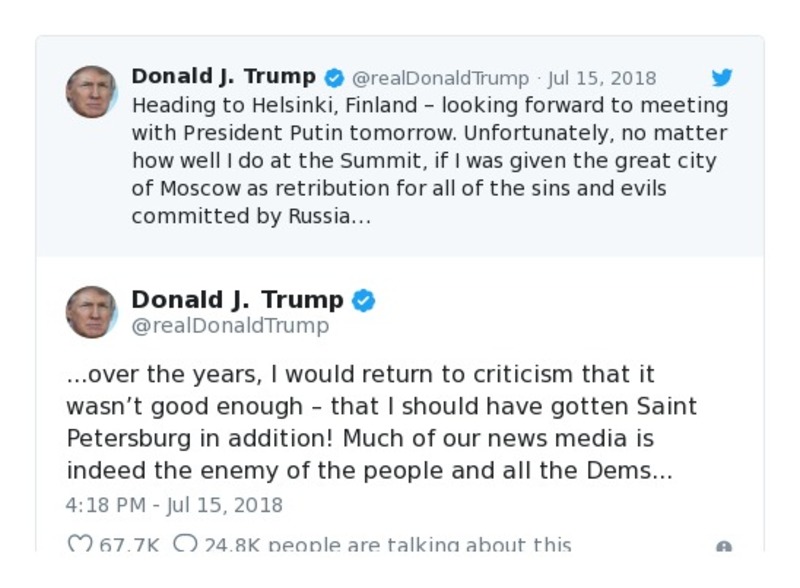 Donald J. Trump @realDonaldTrump · Jul 15, 2018
Heading to Helsinki, Finland – looking forward to meeting
with President Putin tomorrow. Unfortunately, no matter
how well I do at the Summit, if I was given the great city
of Moscow as retribution for all of the sins and evils
committed by Russia…
Donald J. Trump
@realDonaldTrump
...over the years, I would return to criticism that it
wasn’t good enough – that I should have gotten Saint
Petersburg in addition! Much of our news media is
indeed the enemy of the people and all the Dems...
4:18 PM - Jul 15, 2018
67.7K 24.8K people are talking about this